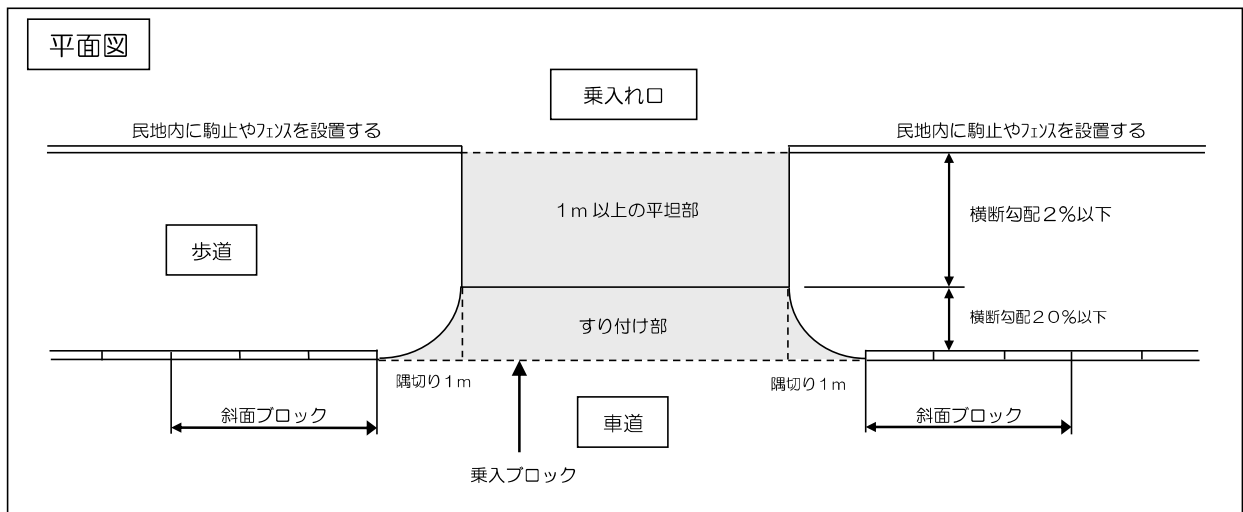 平面図
乗入れ口
民地内に駒止やﾌｪﾝｽを設置する
民地内に駒止やﾌｪﾝｽを設置する
１ｍ以上の平坦部
横断勾配２％以下
歩道
すり付け部
横断勾配２０％以下
隅切り１ｍ
隅切り１ｍ
斜面ブロック
車道
斜面ブロック
乗入ブロック